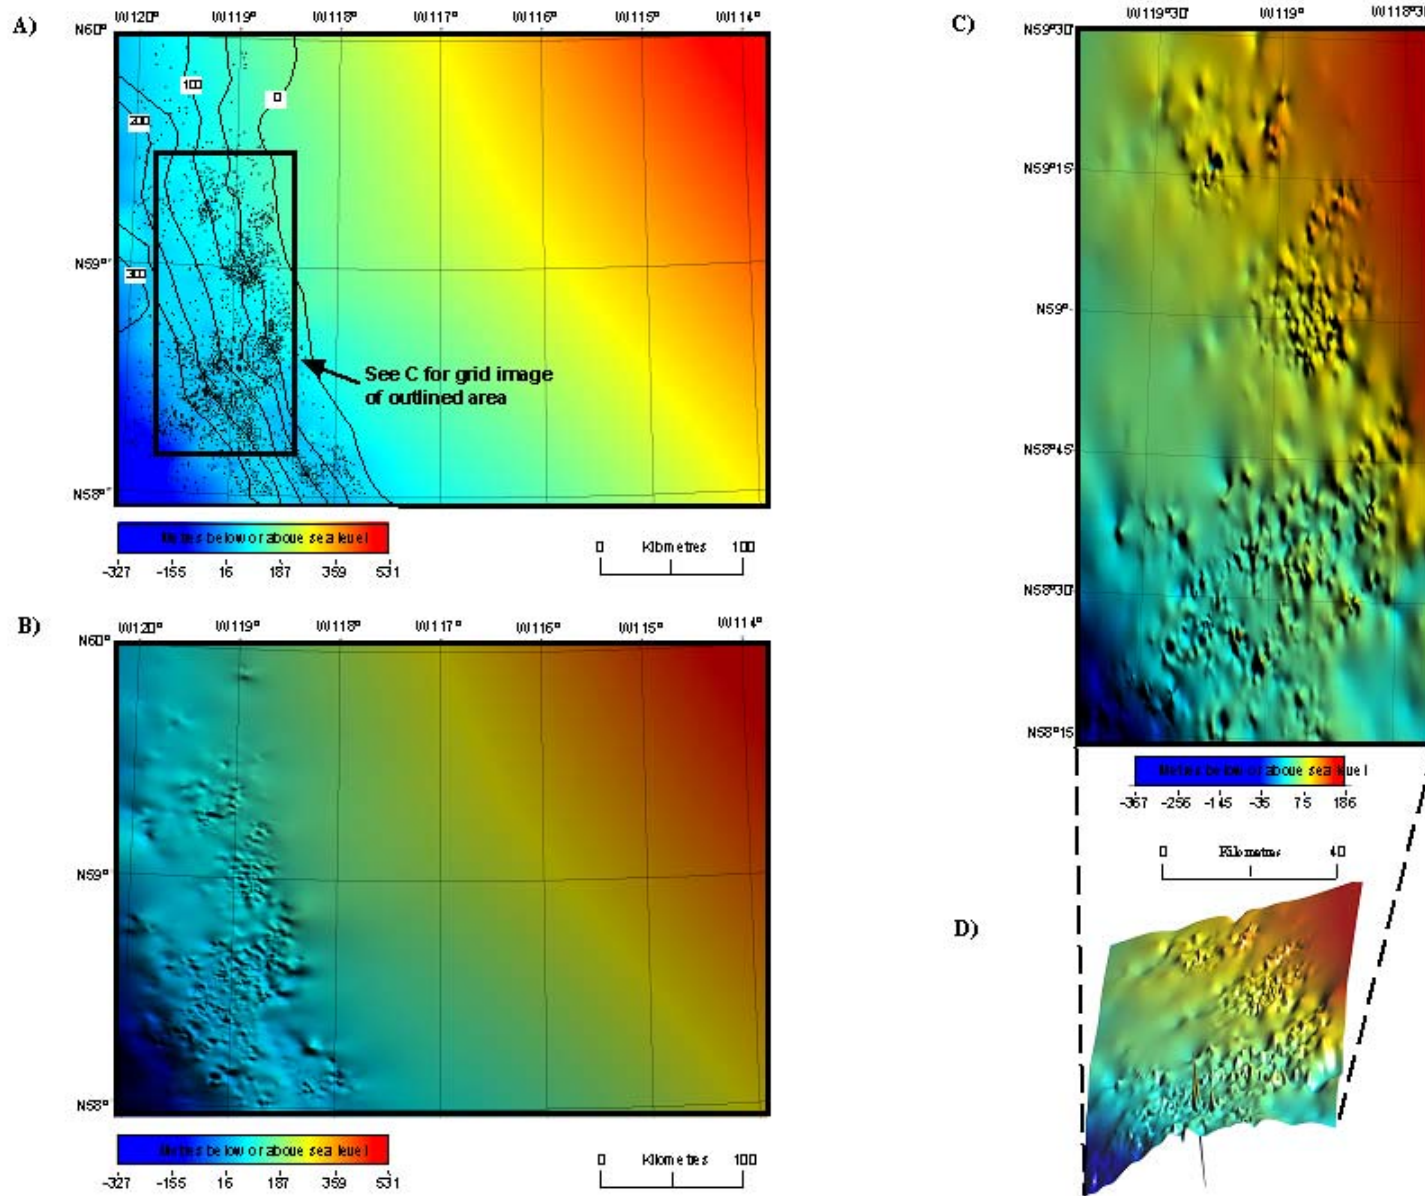 A)
W120° W119° W118° W117° W116° W115° W114°
N60°
100
0
200
N59°
300
See C for grid image
of outlined area
N58°
Metres below or above sea level
-327 -155 16 187 359 531
0 Kilometres 100
B)
W120° W119° W118° W117° W116° W115° W114°
N60°
N59°
N58°
Metres below or above sea level
-327 -155 16 187 359 531
0 Kilometres 100
C)
W119°30' W119° W118°30
N59°30'
N59°15'
N59°
N58°45'
N58°30'
N58°15'
Metres below or above sea level
-367 -256 -145 -35 75 186
0 Kilometres 40
D)